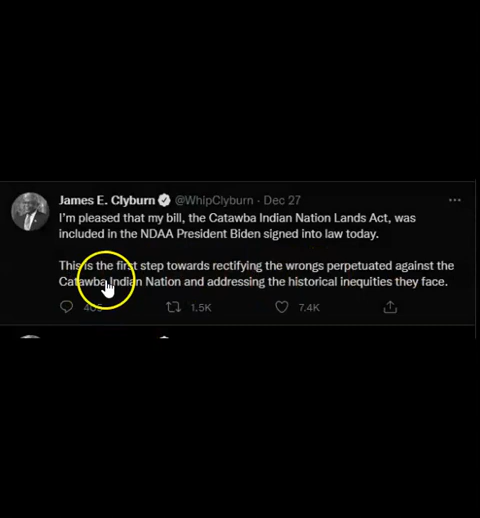 James E. Clyburn @WhipClyburn · Dec 27
I'm pleased that my bill, the Catawba Indian Nation Lands Act, was
included in the NDAA President Biden signed into law today.
This is the first step towards rectifying the wrongs perpetuated against the
Catawba Indian Nation and addressing the historical inequities they face.
1.5K 7.4K